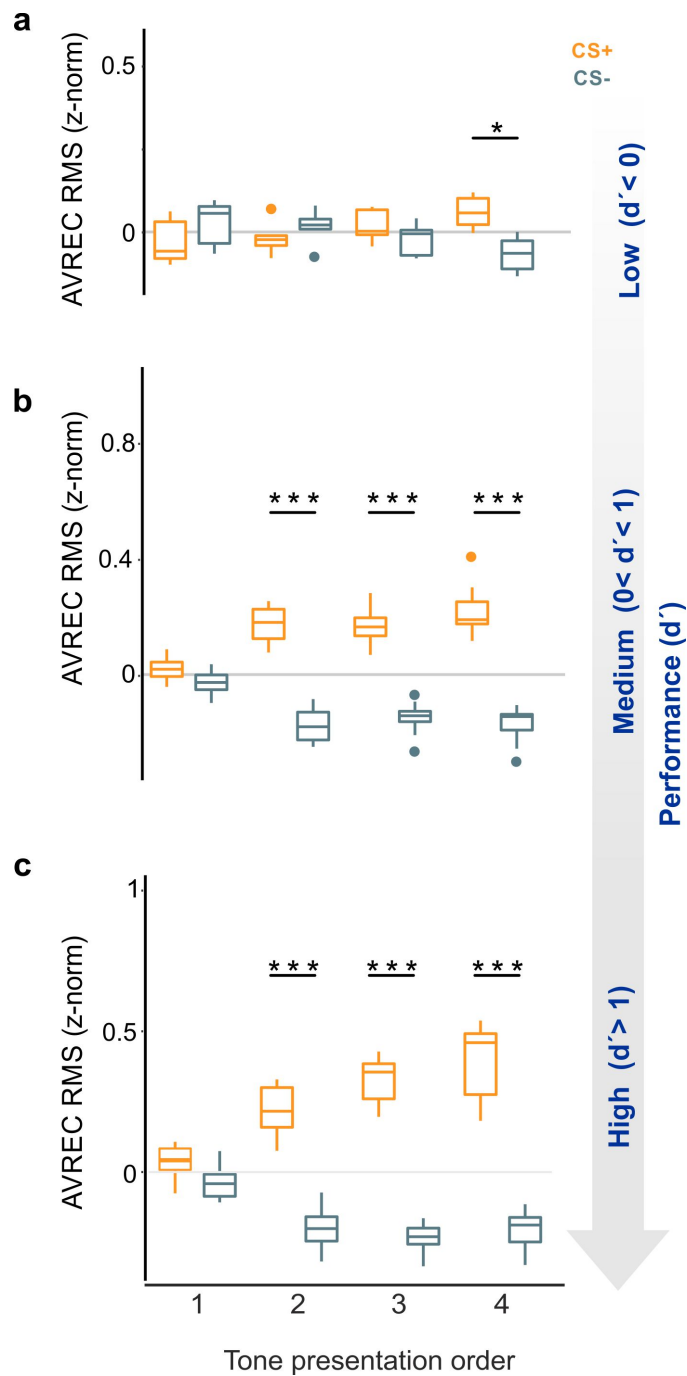 a
CS+
CS-
0.5
0
AVREC RMS (z-norm)
*
Low (d´< 0)
b
0.8
0.4
0
AVREC RMS (z-norm)
* * * * * * * * *
Medium (0< d´< 1)
Performance (d´)
c
1
0.5
0
AVREC RMS (z-norm)
* * * * * * * * *
High (d´> 1)
1 2 3 4
Tone presentation order